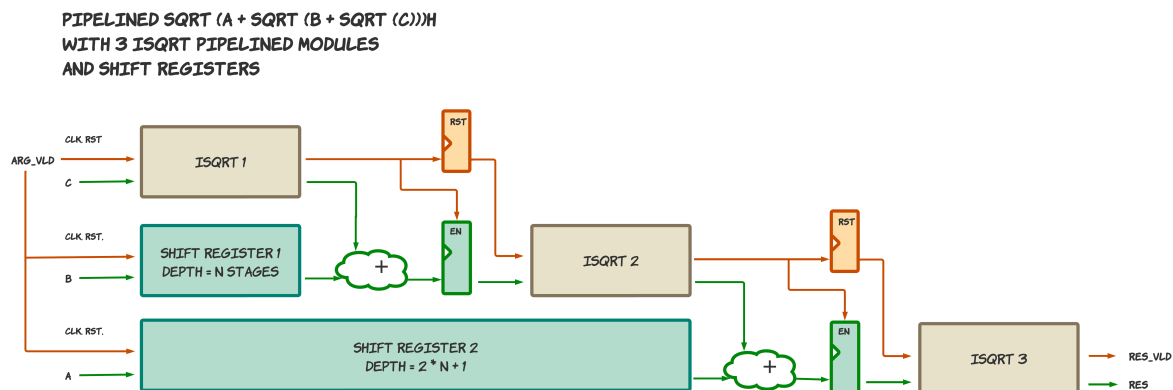 PIPELINED SQRT (A + SQRT (B + SQRT (C)))H
WITH 3 ISQRT PIPELINED MODULES
AND SHIFT REGISTERS
CLK RST
ARG_VLD
C
ISQRT 1
RST
CLK RST.
B
SHIFT REGISTER 1
DEPTH = N STAGES
+
EN
ISQRT 2
RST
CLK RST.
A
SHIFT REGISTER 2
DEPTH = 2 * N + 1
+
EN
ISQRT 3
RES_VLD
RES